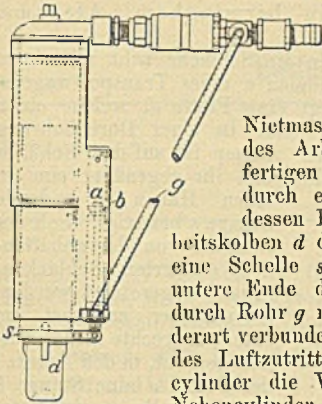 a
b
g
Nietmas
des Ar
fertigen
durch e
dessen
beitskolben d
eine Schelle s
untere Ende d
durch Rohr g
derart verbunde
des Luftzutritt
cylinder die V
Nebencylinder
s
d